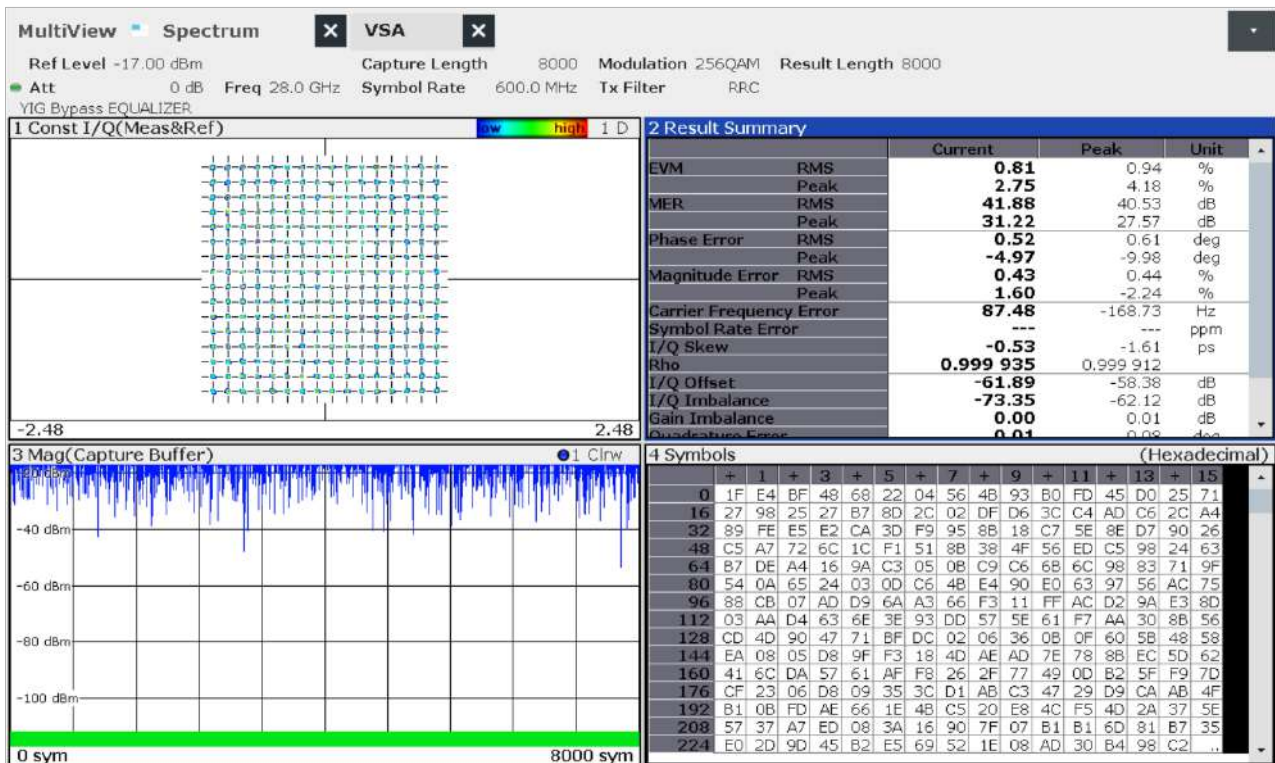 MultiView Spectrum X VSA X
Ref Level -17.00 dBm Capture Length 8000 Modulation 256QAM Result Length 8000
Att 0 dB Freq 28.0 GHz Symbol Rate 600.0 MHz Tx Filter RRC
YIG Bypass EQUALIZER
1 Const I/Q(Meas&Ref) low high 1 D
-2.48 2.48
2 Result Summary
Current Peak Unit
EVM RMS 0.81 0.94 %
Peak 2.75 4.18 %
MER RMS 41.88 40.53 dB
Peak 31.22 27.57 dB
Phase Error RMS 0.52 0.61 deg
Peak -4.97 -9.98 deg
Magnitude Error RMS 0.43 0.44 %
Peak 1.60 -2.24 %
Carrier Frequency Error 87.48 -168.73 Hz
Symbol Rate Error --- --- ppm
I/Q Skew -0.53 -1.61 ps
Rho 0.999 935 0.999 912
I/Q Offset -61.89 -58.38 dB
I/Q Imbalance -73.35 -62.12 dB
Gain Imbalance 0.00 0.01 dB
Quadrature Error 0.01 0.08 deg
3 Mag(Capture Buffer) 1 Clrw
-40 dBm
-60 dBm
-80 dBm
-100 dBm
0 sym 8000 sym
4 Symbols (Hexadecimal)
+ 1 + 3 + 5 + 7 + 9 + 11 + 13 + 15
0 1F E4 BF 48 68 22 04 56 4B 93 B0 FD 45 D0 25 71
16 27 98 25 27 B7 8D 2C 02 DF D6 3C C4 AD C6 2C A4
32 89 FE E5 E2 CA 3D F9 95 8B 18 C7 5E 8E D7 90 26
48 C5 A7 72 6C 1C F1 51 8B 38 4F 56 ED C5 98 24 63
64 B7 DE A4 16 9A C3 05 0B C9 C6 6B 6C 98 83 71 9F
80 54 0A 65 24 03 0D C6 4B E4 90 E0 63 97 56 AC 75
96 88 CB 07 AD D9 6A A3 66 F3 11 FF AC D2 9A E3 8D
112 03 AA D4 63 6E 3E 93 DD 57 5E 61 F7 AA 30 8B 56
128 CD 4D 90 47 71 BF DC 02 06 36 0B 0F 60 5B 48 58
144 EA 08 05 D8 9F F3 18 4D AE AD 7E 78 8B EC 5D 62
160 41 6C DA 57 61 AF F8 26 2F 77 49 0D B2 5F F9 7D
176 CF 23 06 D8 09 35 3C D1 AB C3 47 29 D9 CA AB 4F
192 B1 0B FD AE 66 1E 4B C5 20 E8 4C F5 4D 2A 37 5E
208 57 37 A7 ED 08 3A 16 90 7F 07 B1 B1 6D 81 B7 35
224 E0 2D 9D 45 B2 E5 69 52 1E 08 AD 30 B4 98 C2 ..